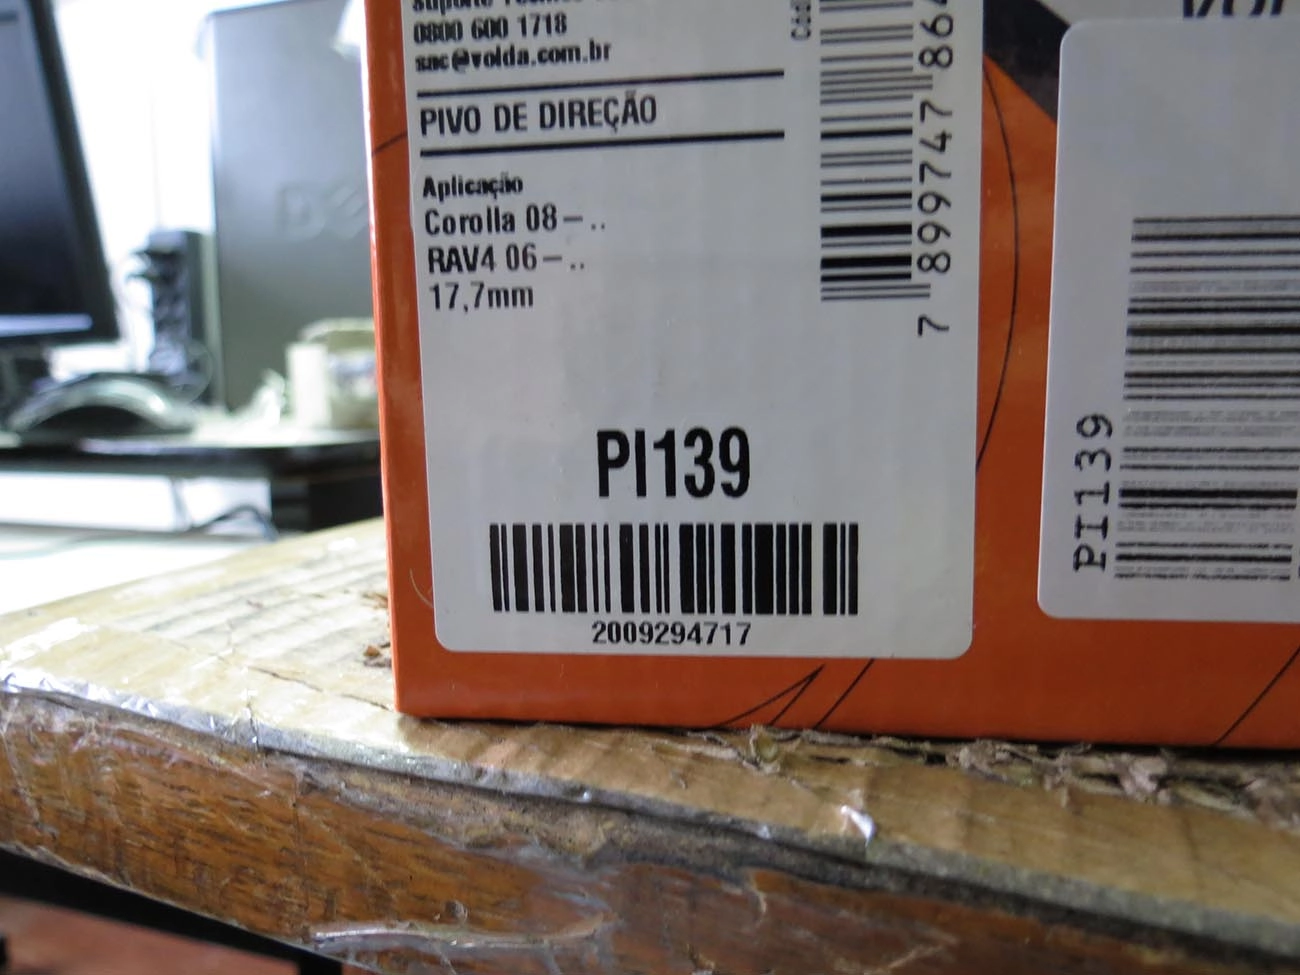 0800 600 1718
sac@volda.com.br
PIVO DE DIREÇÃO
Aplicação
Corolla 08 – ..
RAV4 06 – ..
17,7mm
PI139
2009294717
7 899747 864
PI139